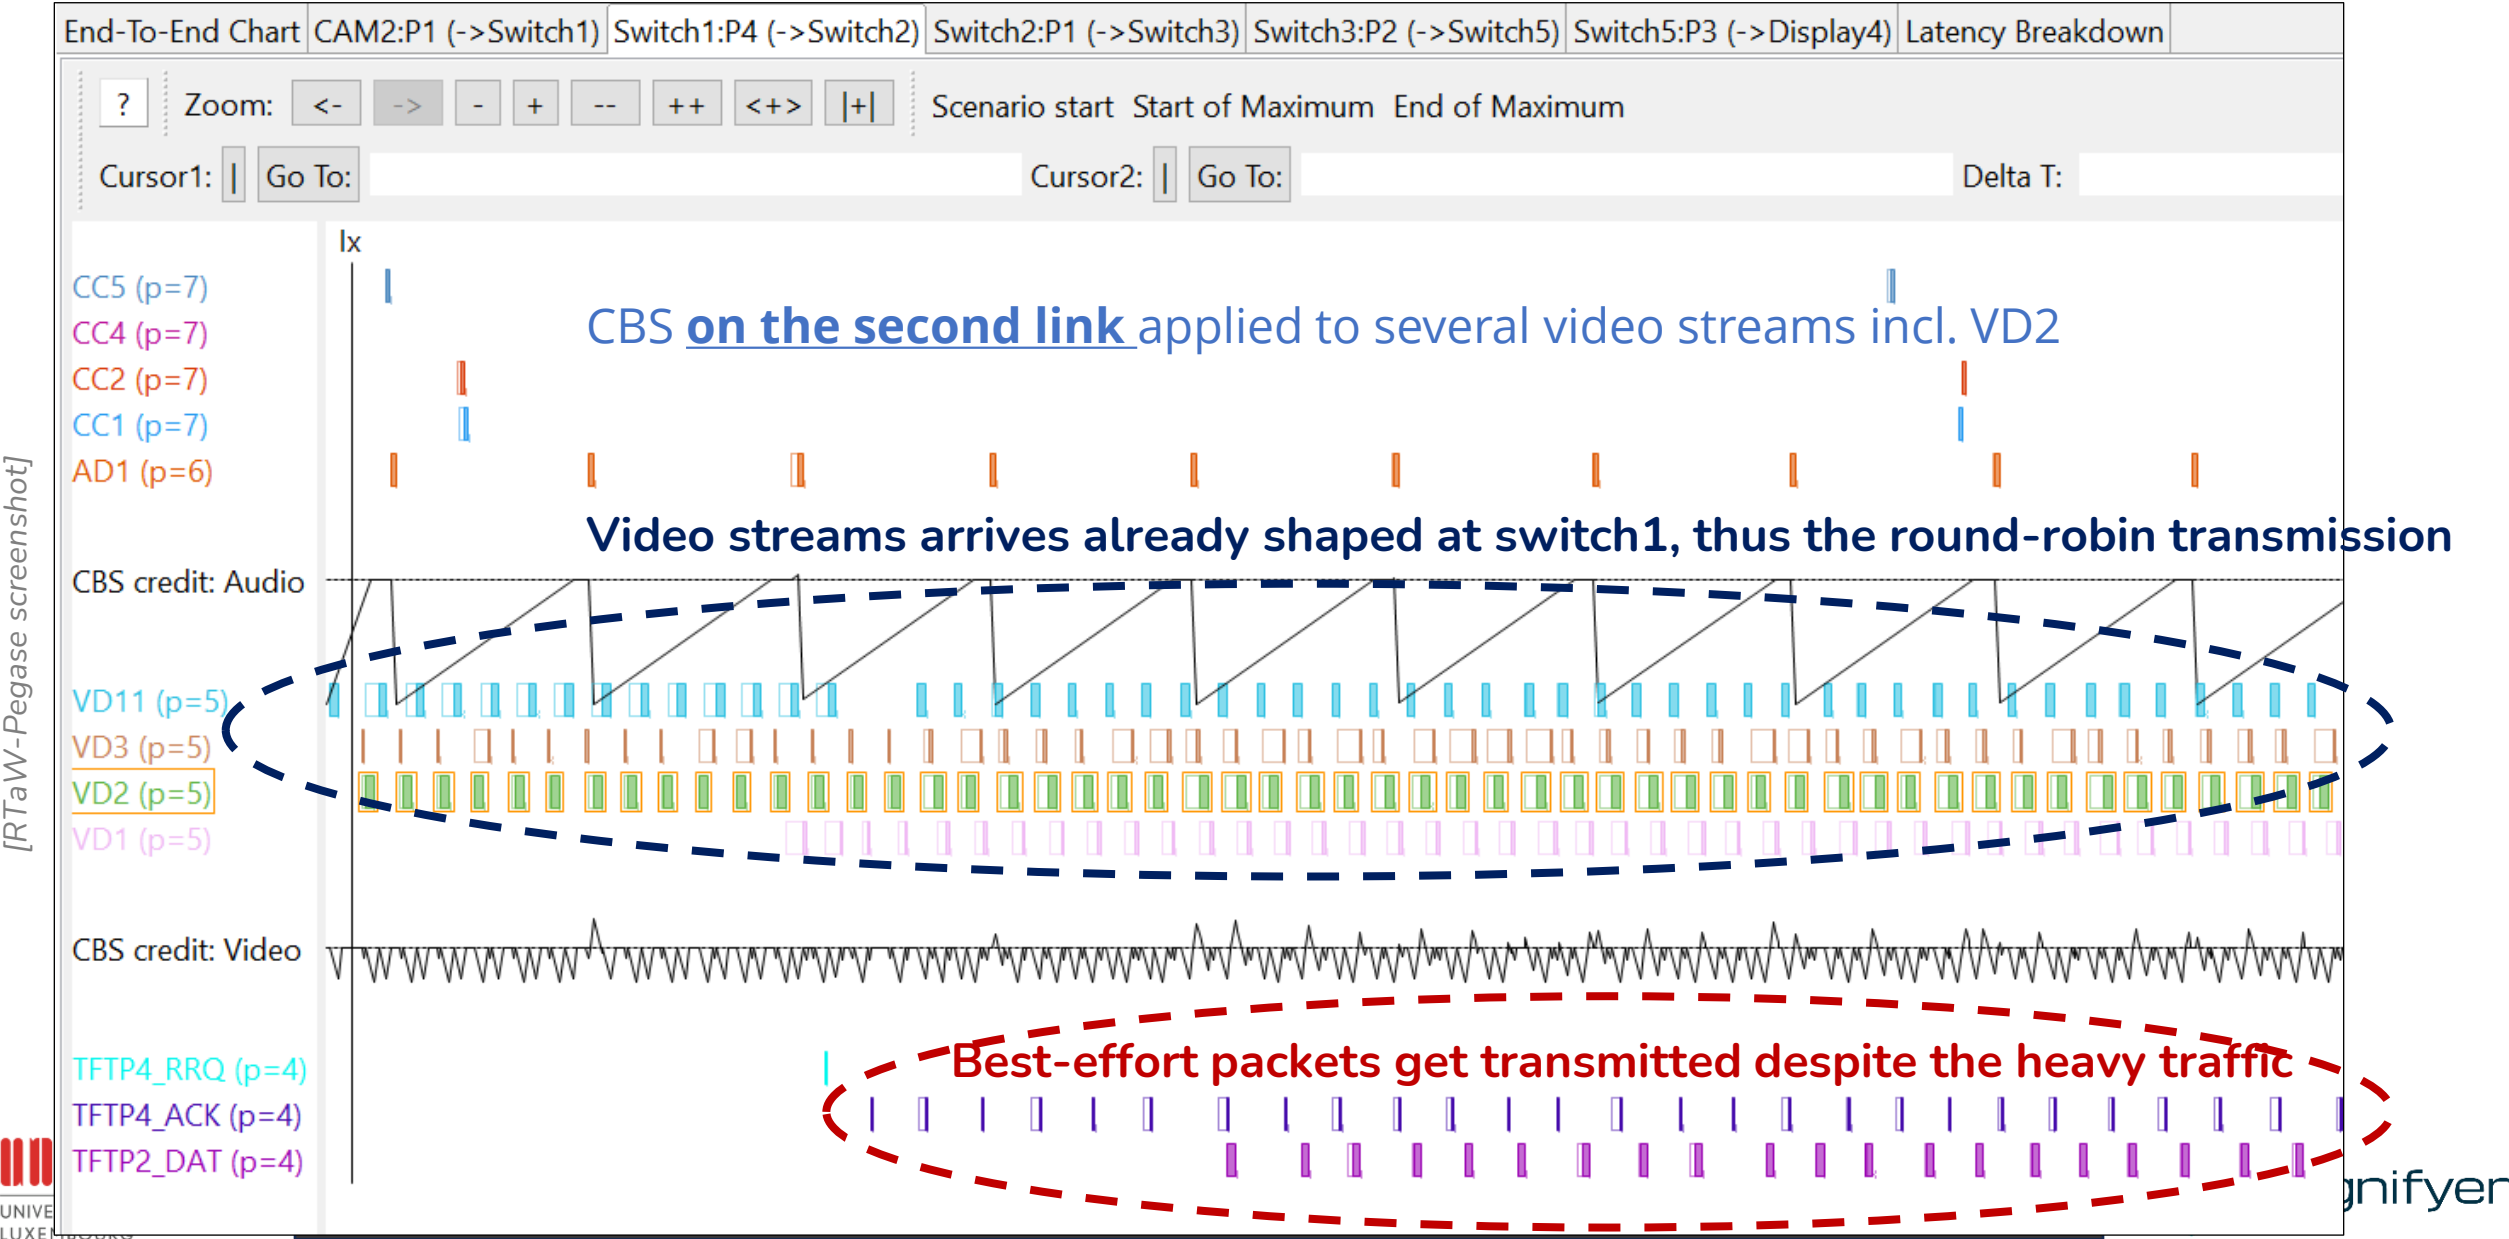 End-To-End Chart CAM2:P1 (->Switch1) Switch1:P4 (->Switch2) Switch2:P1 (->Switch3) Switch3:P2 (->Switch5) Switch5:P3 (->Display4) Latency Breakdown
? Zoom: <- -> - + -- ++ <+> |+| Scenario start Start of Maximum End of Maximum
Cursor1: | Go To: Cursor2: | Go To: Delta T:
lx
CC5 (p=7)
CBS on the second link applied to several video streams incl. VD2
CC4 (p=7)
CC2 (p=7)
CC1 (p=7)
AD1 (p=6)
Video streams arrives already shaped at switch1, thus the round-robin transmission
CBS credit: Audio
VD11 (p=5)
VD3 (p=5)
VD2 (p=5)
VD1 (p=5)
CBS credit: Video
Best-effort packets get transmitted despite the heavy traffic
TFTP4_RRQ (p=4)
TFTP4_ACK (p=4)
TFTP2_DAT (p=4)
[RTaW-Pegase screenshot]
gnifyer
UNIVE